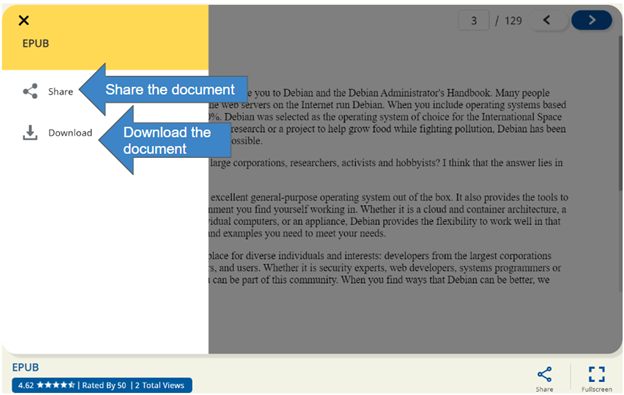 EPUB
3 / 129
Share
Share the document
Download
Download the
document
e you to Debian and the Debian Administrator's Handbook. Many people
he web servers on the Internet run Debian. When you include operating systems based
%. Debian was selected as the operating system of choice for the International Space
research or a project to help grow food while fighting pollution, Debian has been
ossible.
large corporations, researchers, activists and hobbyists? I think that the answer lies in
excellent general-purpose operating system out of the box. It also provides the tools to
nment you find yourself working in. Whether it is a cloud and container architecture, a
vidual computers, or an appliance, Debian provides the flexibility to work well in that
and examples you need to meet your needs.
place for diverse individuals and interests: developers from the largest corporations
rs, and users. Whether it is security experts, web developers, systems programmers or
can be part of this community. When you find ways that Debian can be better, we
EPUB
4.62 ★★★★⯪ | Rated By 50 | 2 Total Views
Share
Fullscreen